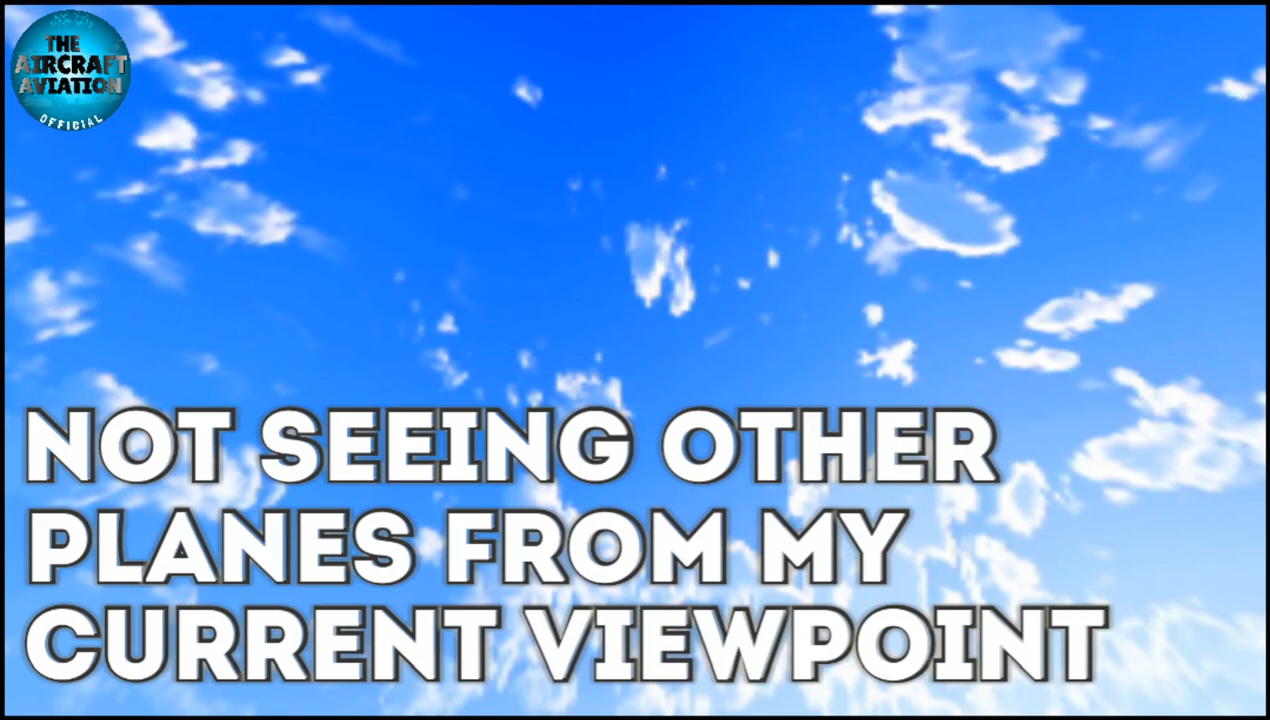 THE
AIRCRAFT
AVIATION
OFFICIAL
NOT SEEING OTHER
PLANES FROM MY
CURRENT VIEWPOINT